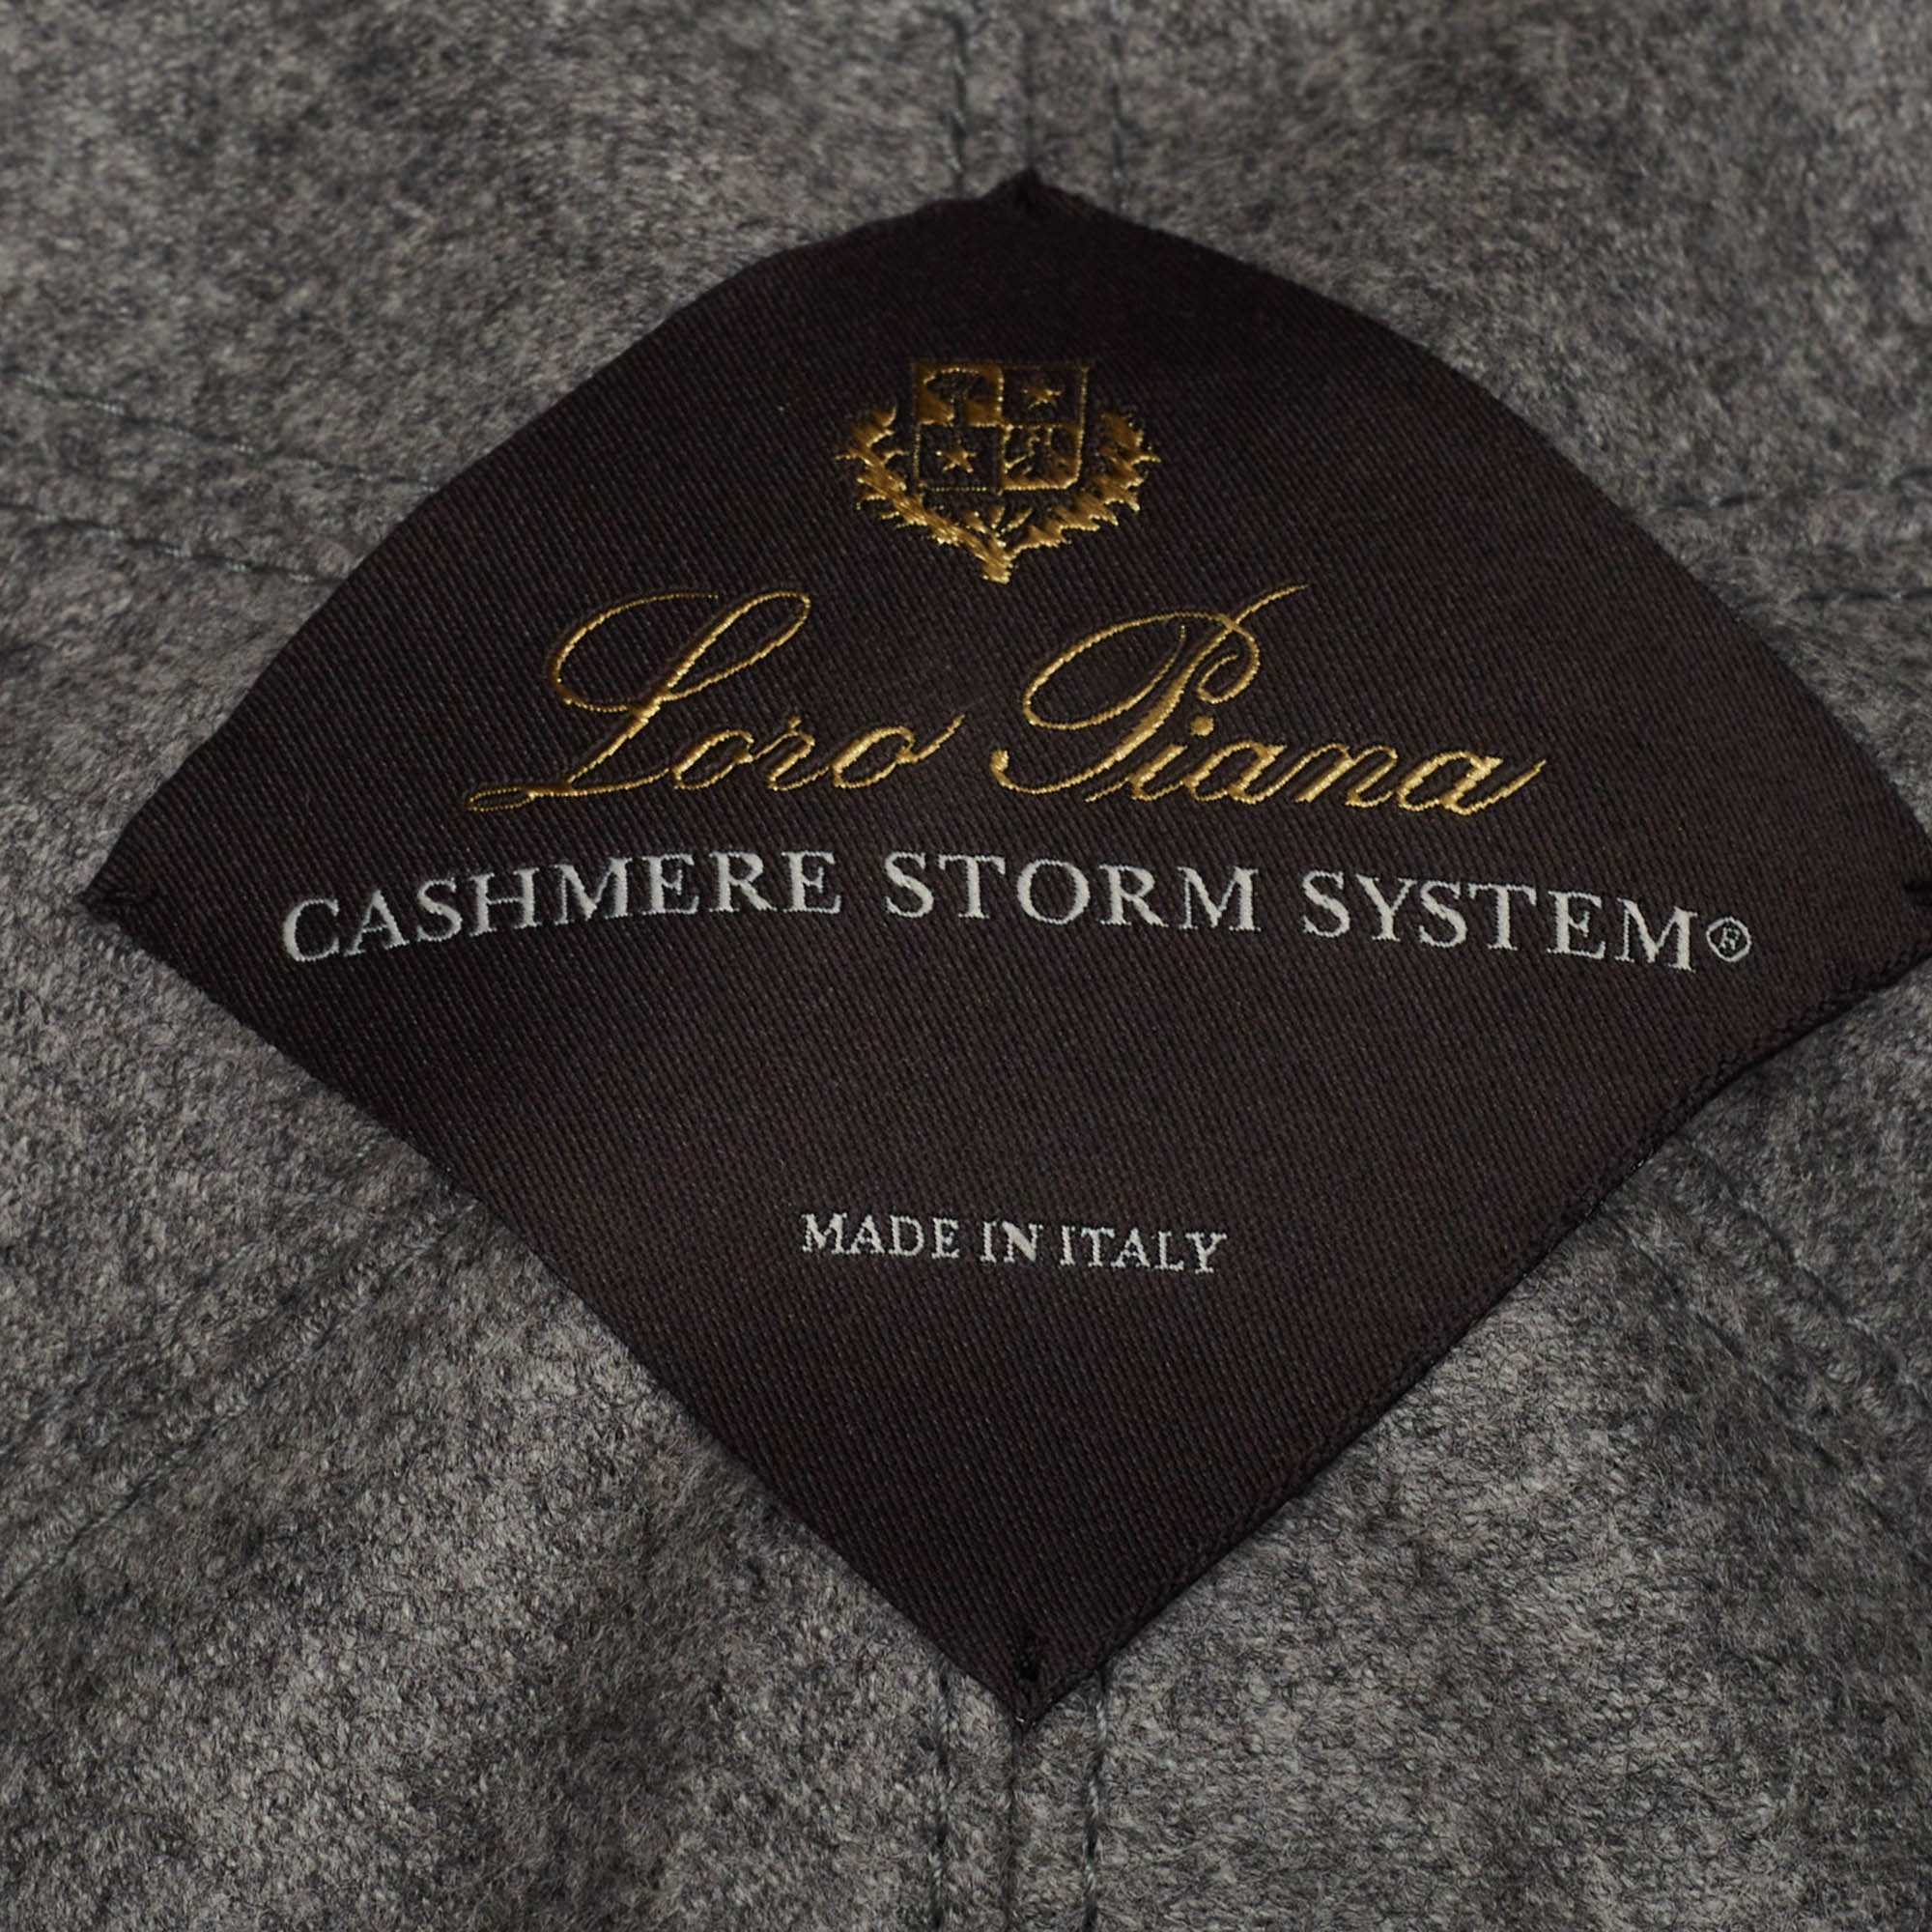 Loro Piana
CASHMERE STORM SYSTEM®
MADE IN ITALY